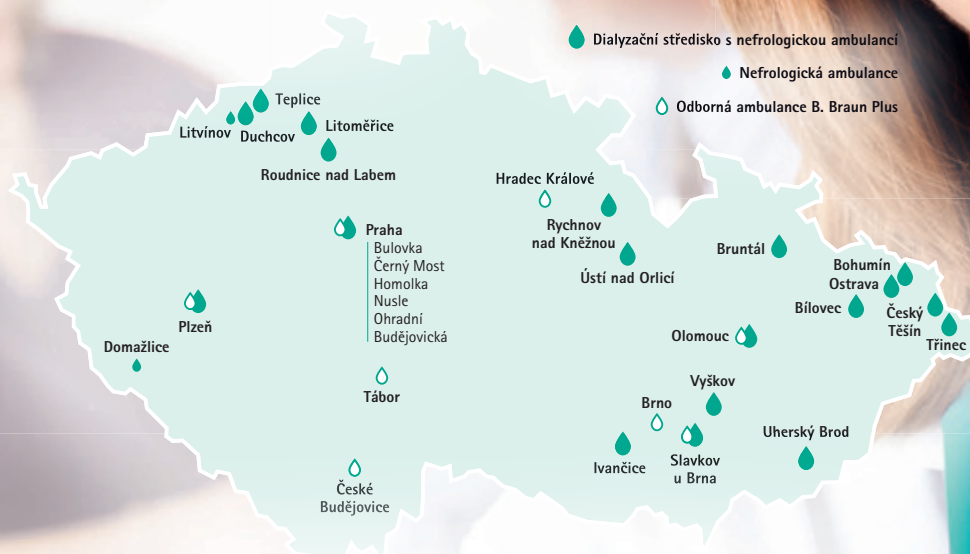 Dialyzační středisko s nefrologickou ambulancí
Nefrologická ambulance
Odborná ambulance B. Braun Plus
Teplice
Litvínov
Duchcov
Litoměřice
Roudnice nad Labem
Hradec Králové
Rychnov
nad Kněžnou
Ústí nad Orlicí
Praha
Bulovka
Černý Most
Homolka
Nusle
Ohradní
Budějovická
Bruntál
Bohumín
Ostrava
Bílovec
Český
Těšín
Třinec
Plzeň
Domažlice
Olomouc
Tábor
Vyškov
Brno
Uherský Brod
Ivančice
Slavkov
u Brna
České
Budějovice